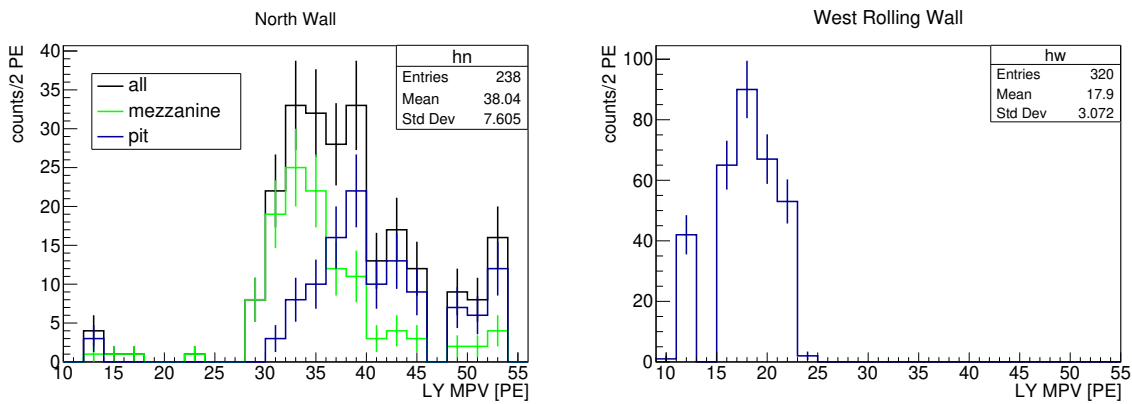 North Wall
counts/2 PE
40
35
30
25
20
15
10
5
0
all
mezzanine
pit
hn
Entries 238
Mean 38.04
Std Dev 7.605
10 15 20 25 30 35 40 45 50 55
LY MPV [PE]
West Rolling Wall
counts/2 PE
100
80
60
40
20
0
hw
Entries 320
Mean 17.9
Std Dev 3.072
10 15 20 25 30 35 40 45 50 55
LY MPV [PE]